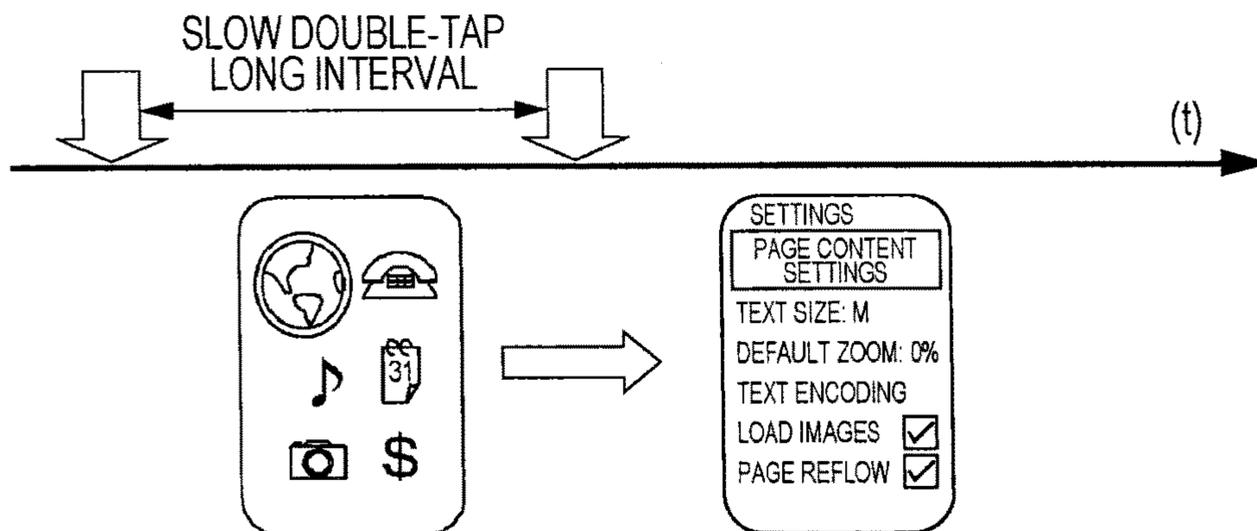 SLOW DOUBLE-TAP
LONG INTERVAL
(t)
31
$
SETTINGS
PAGE CONTENT
SETTINGS
TEXT SIZE: M
DEFAULT ZOOM: 0%
TEXT ENCODING
LOAD IMAGES
PAGE REFLOW